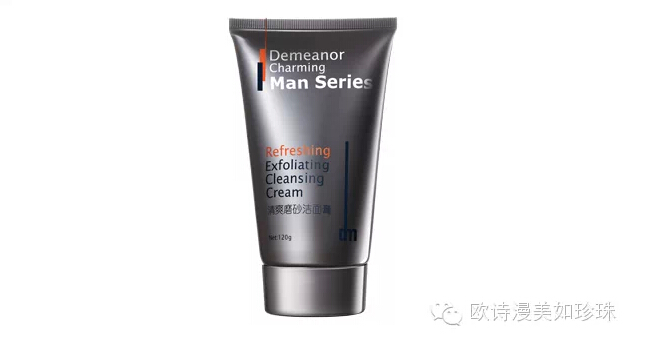 Demeanor
Charming
Man Series
Refreshing
Exfoliating
Cleansing
Cream
清爽磨砂洁面膏
Net:120g
m
欧诗漫美如珍珠